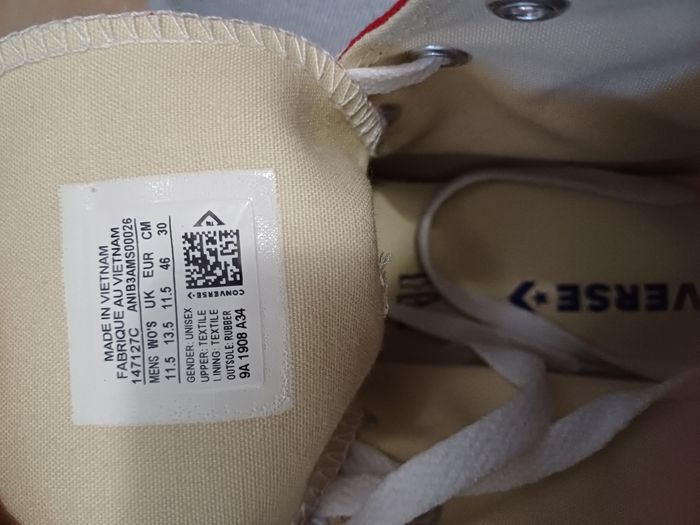 MADE IN VIETNAM
FABRIQUE AU VIETNAM
147127C ANIB3AMS00026
MENS WO'S UK EUR CM
11.5 13.5 11.5 46 30
GENDER: UNISEX
UPPER: TEXTILE
LINING: TEXTILE
OUTSOLE: RUBBER
9A 1908 A34
CONVERSE
VERSE